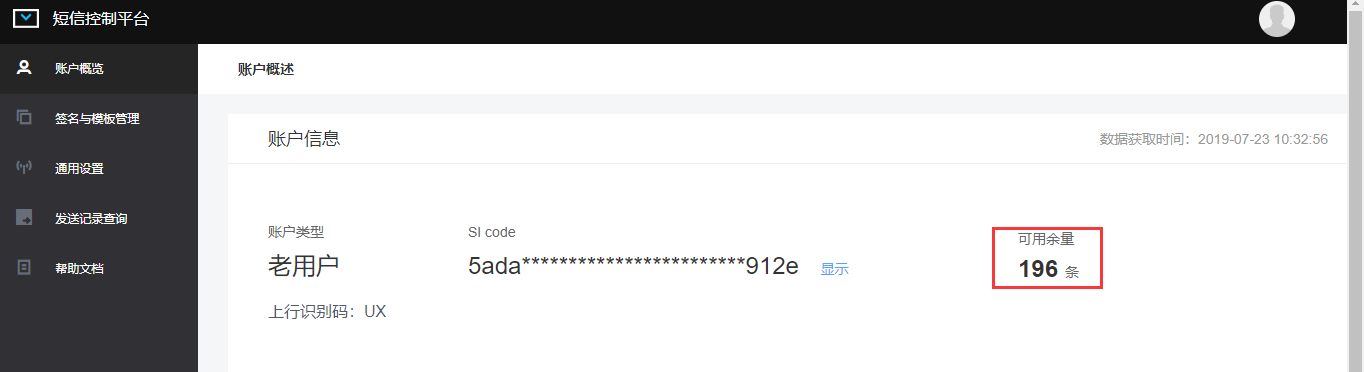 短信控制平台
账户概览
签名与模板管理
通用设置
发送记录查询
帮助文档
账户概述
账户信息
数据获取时间：2019-07-23 10:32:56
账户类型
老用户
上行识别码：UX
SI code
5ada************************912e 显示
可用余量
196 条